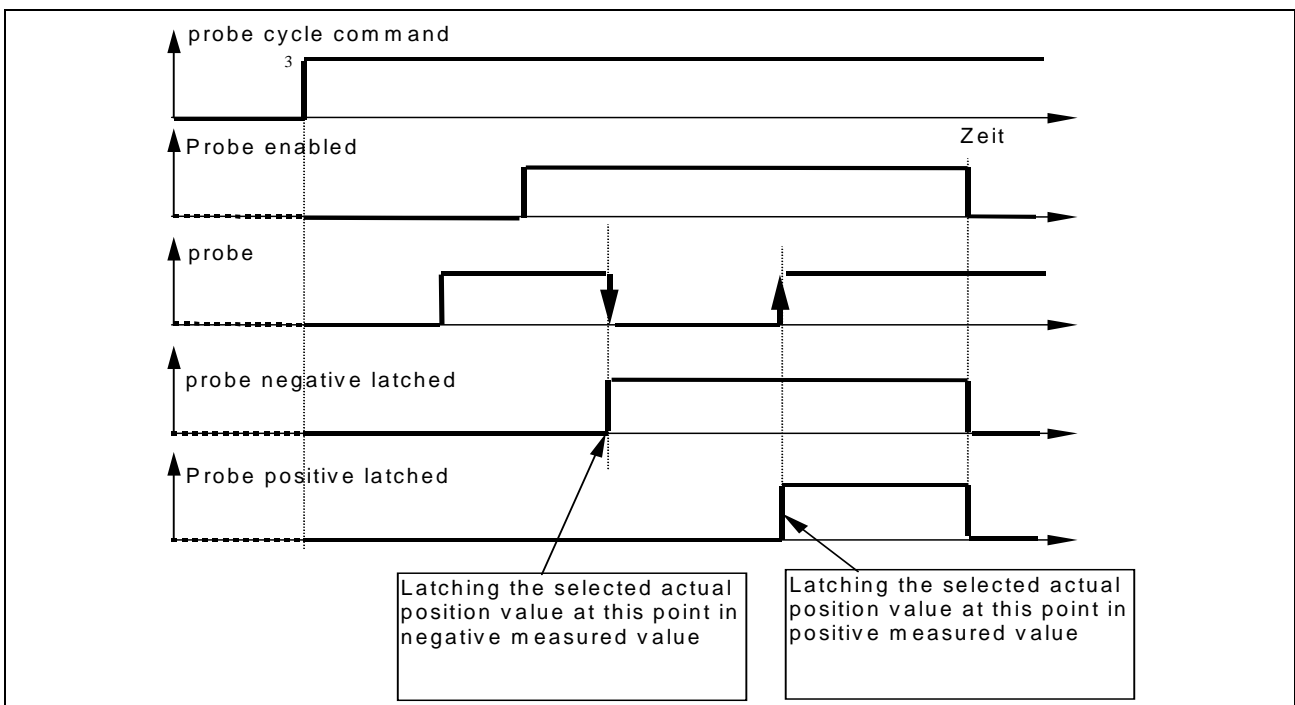 probe cycle command
3
Zeit
Probe enabled
probe
probe negative latched
Probe positive latched
Latching the selected actual
position value at this point in
negative measured value
Latching the selected actual
position value at this point in
positive measured value